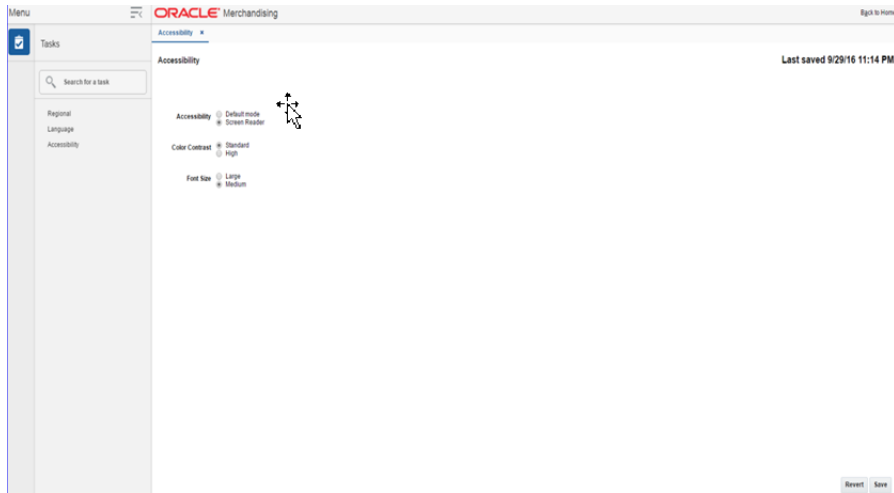 Menu
ORACLE® Merchandising
Back to Home
Accessibility ×
Tasks
Accessibility
Last saved 9/29/16 11:14 PM
Search for a task
Regional
Language
Accessibility
Accessibility Default mode
Screen Reader
Color Contrast Standard
High
Font Size Large
Medium
Revert Save